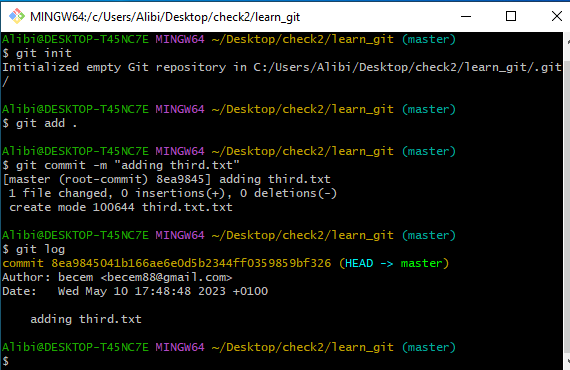 MINGW64:/c/Users/Alibi/Desktop/check2/learn_git
Alibi@DESKTOP-T45NC7E MINGW64 ~/Desktop/check2/learn_git (master)
$ git init
Initialized empty Git repository in C:/Users/Alibi/Desktop/check2/learn_git/.git
/
Alibi@DESKTOP-T45NC7E MINGW64 ~/Desktop/check2/learn_git (master)
$ git add .
Alibi@DESKTOP-T45NC7E MINGW64 ~/Desktop/check2/learn_git (master)
$ git commit -m "adding third.txt"
[master (root-commit) 8ea9845] adding third.txt
 1 file changed, 0 insertions(+), 0 deletions(-)
 create mode 100644 third.txt.txt
Alibi@DESKTOP-T45NC7E MINGW64 ~/Desktop/check2/learn_git (master)
$ git log
commit 8ea9845041b166ae6e0d5b2344ff0359859bf326 (HEAD -> master)
Author: becem <becem88@gmail.com>
Date:   Wed May 10 17:48:48 2023 +0100
    adding third.txt
Alibi@DESKTOP-T45NC7E MINGW64 ~/Desktop/check2/learn_git (master)
$